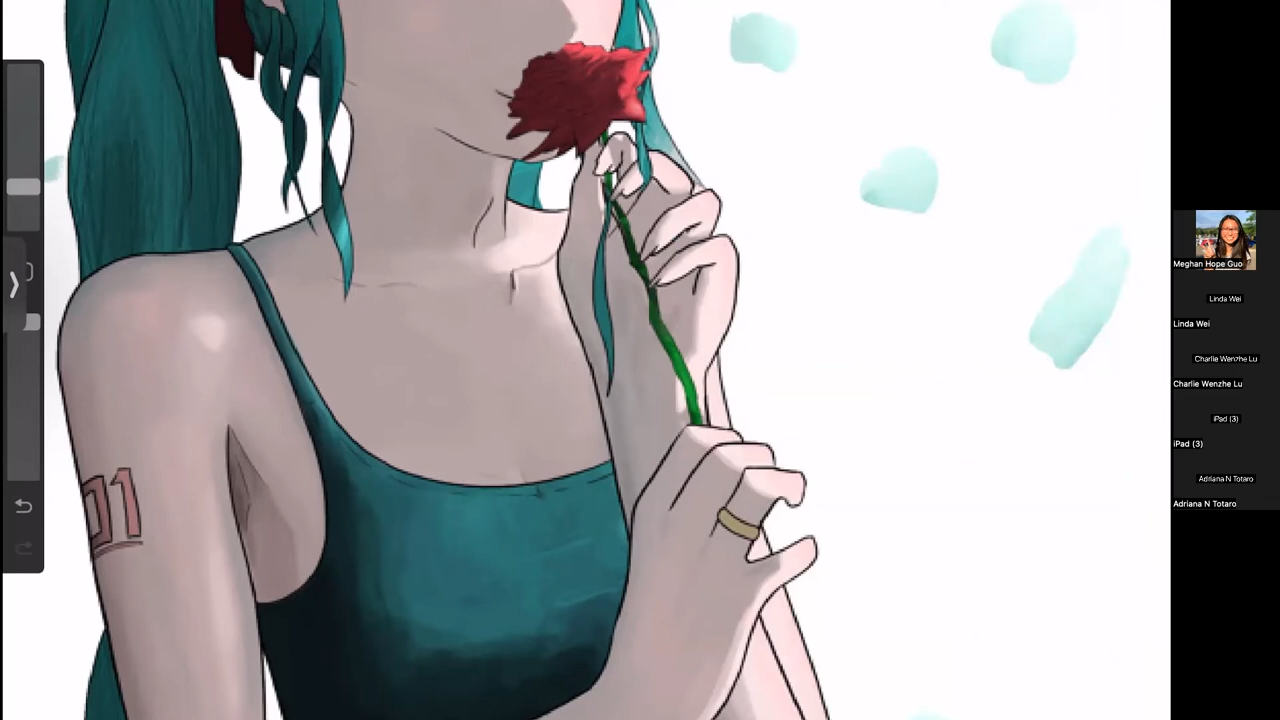 01
Meghan Hope Guo
Linda Wei
Linda Wei
Charlie Wenzhe Lu
Charlie Wenzhe Lu
iPad (3)
iPad (3)
Adriana N Totaro
Adriana N Totaro